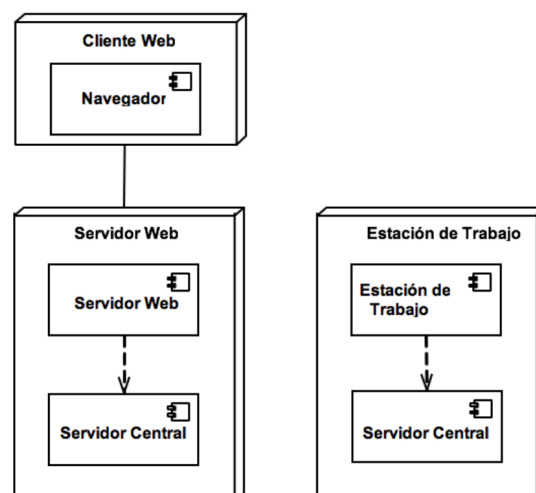 Cliente Web
Navegador
Servidor Web
Servidor Web
Servidor Central
Estación de Trabajo
Estación de
Trabajo
Servidor Central